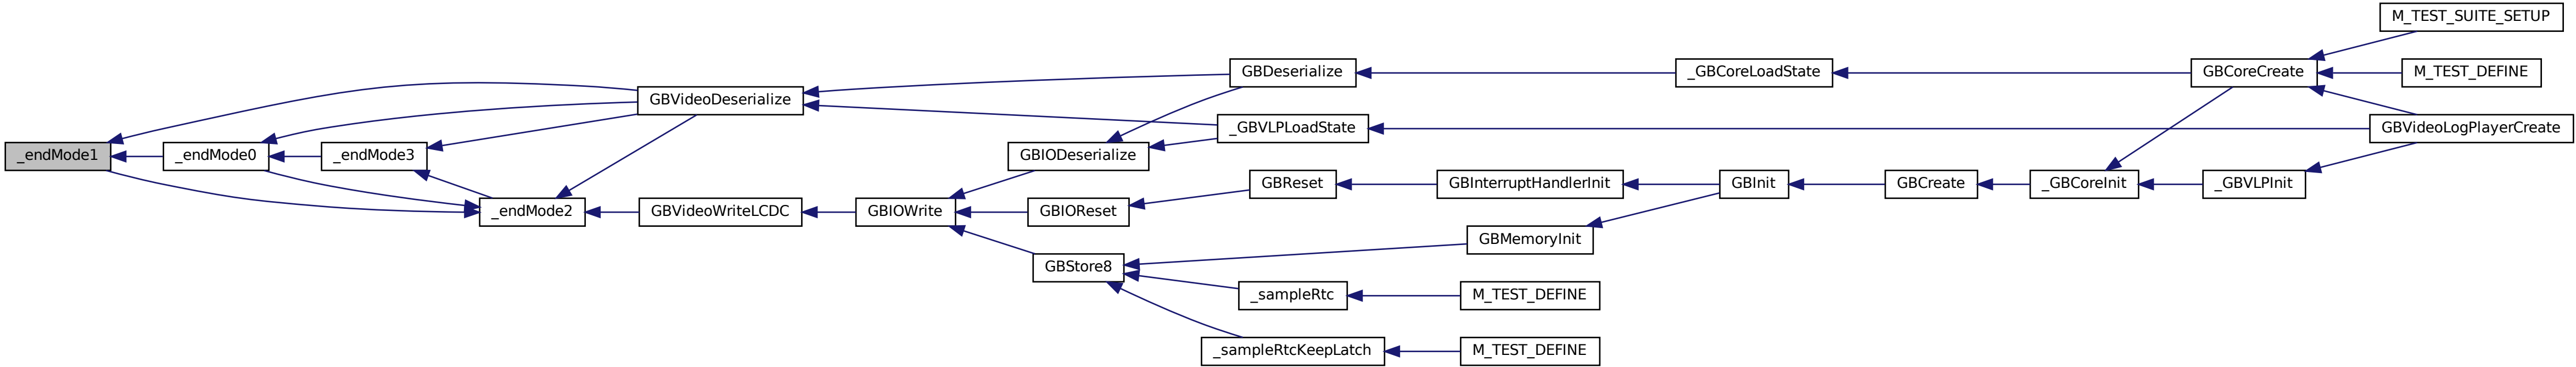 M_TEST_SUITE_SETUP
GBDeserialize
_GBCoreLoadState
GBCoreCreate
M_TEST_DEFINE
GBVideoDeserialize
_GBVLPLoadState
GBVideoLogPlayerCreate
_endMode1
_endMode0
_endMode3
GBIODeserialize
GBReset
GBInterruptHandlerInit
GBInit
GBCreate
_GBCoreInit
_GBVLPInit
_endMode2
GBVideoWriteLCDC
GBIOWrite
GBIOReset
GBMemoryInit
GBStore8
_sampleRtc
M_TEST_DEFINE
_sampleRtcKeepLatch
M_TEST_DEFINE